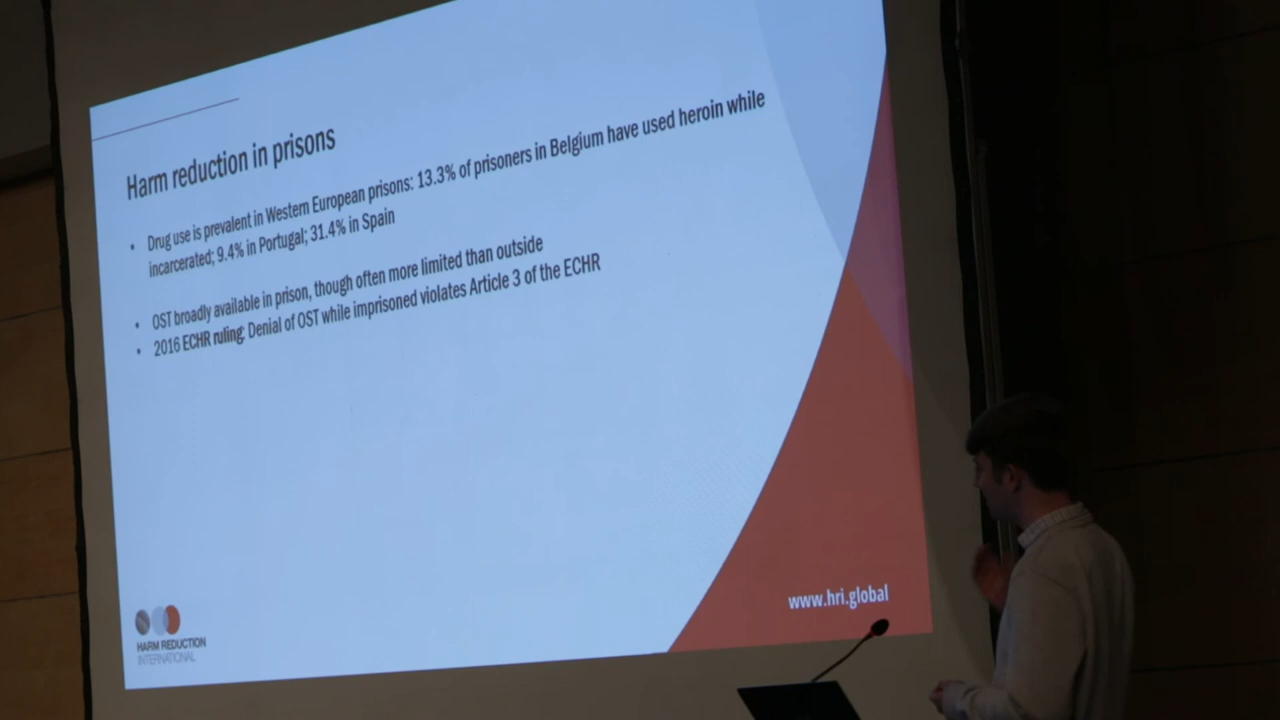 Harm reduction in prisons
• Drug use is prevalent in Western European prisons: 13.3% of prisoners in Belgium have used heroin while
incarcerated; 9.4% in Portugal; 31.4% in Spain
• OST broadly available in prison, though often more limited than outside
• 2016 ECHR ruling: Denial of OST while imprisoned violates Article 3 of the ECHR
www.hri.global
HARM REDUCTION
INTERNATIONAL